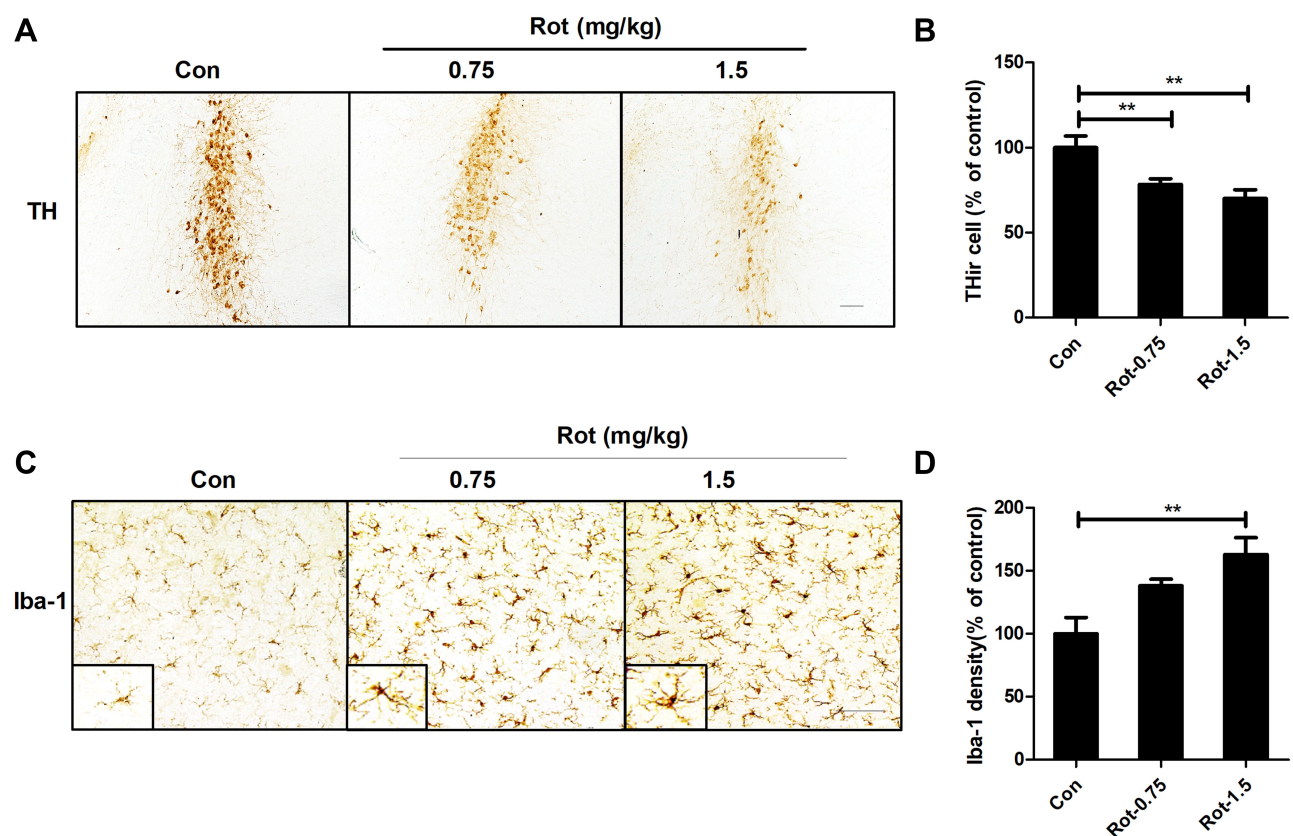 A
Rot (mg/kg)
Con 0.75 1.5
TH
B
150
100
50
0
THir cell (% of control)
**
**
Con Rot-0.75 Rot-1.5
C
Rot (mg/kg)
Con 0.75 1.5
Iba-1
D
200
150
100
50
0
Iba-1 density(% of control)
**
Con Rot-0.75 Rot-1.5